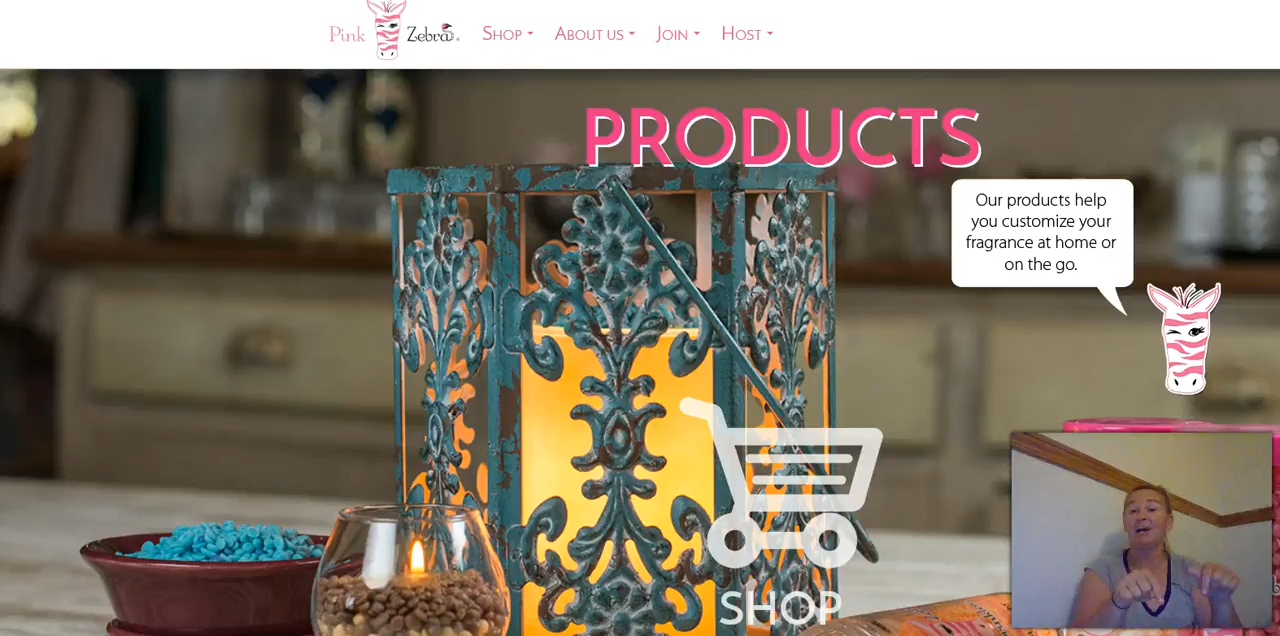 Pink Zebra
SHOP ABOUT US JOIN HOST
PRODUCTS
Our products help
you customize your
fragrance at home or
on the go.
SHOP